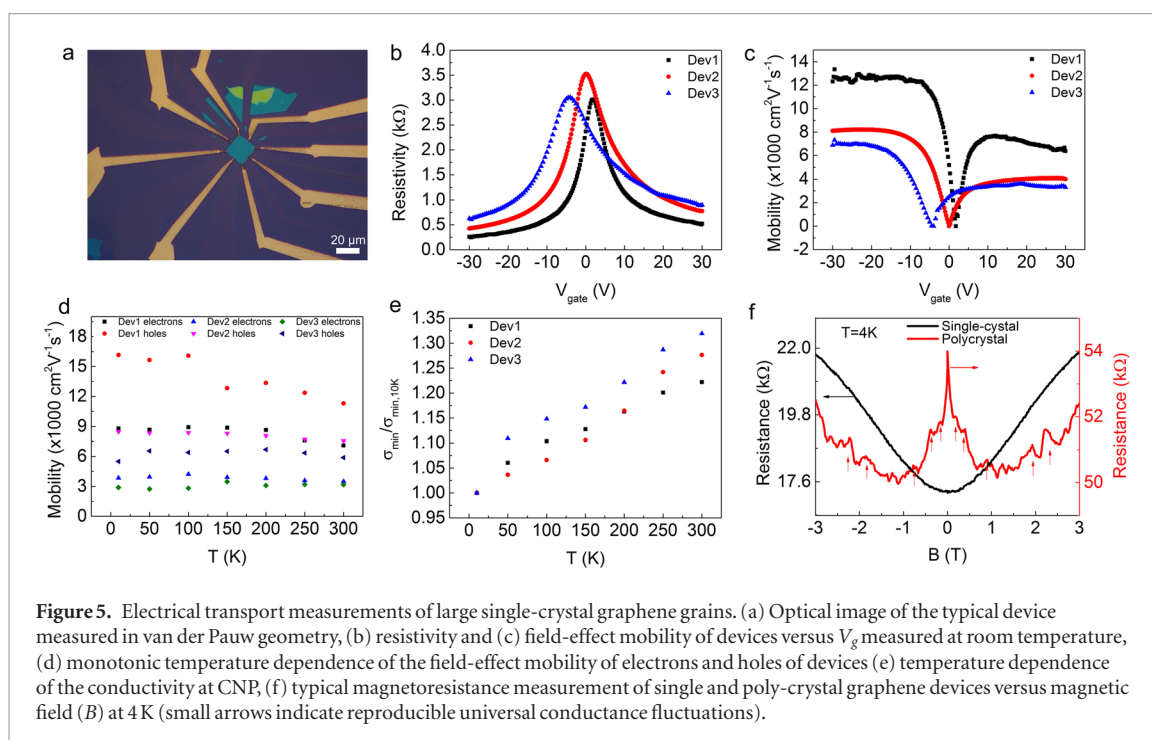 a
20 μm
b
Resistivity (kΩ)
4.0
3.5
3.0
2.5
2.0
1.5
1.0
0.5
0.0
Dev1
Dev2
Dev3
-30 -20 -10 0 10 20 30
V_gate (V)
c
Mobility (x1000 cm²V⁻¹s⁻¹)
14
12
10
8
6
4
2
0
-2
Dev1
Dev2
Dev3
-30 -20 -10 0 10 20 30
V_gate (V)
d
Mobility (x1000 cm²V⁻¹s⁻¹)
18
15
12
9
6
3
0
Dev1 electrons Dev2 electrons Dev3 electrons
Dev1 holes Dev2 holes Dev3 holes
0 50 100 150 200 250 300
T (K)
e
σ_min/σ_min,10K
1.35
1.30
1.25
1.20
1.15
1.10
1.05
1.00
0.95
Dev1
Dev2
Dev3
0 50 100 150 200 250 300
T (K)
f
T=4K
Single-cystal
Polycrystal
Resistance (kΩ)
22.0
19.8
17.6
54
52
50
Resistance (kΩ)
-3 -2 -1 0 1 2 3
B (T)
Figure 5. Electrical transport measurements of large single-crystal graphene grains. (a) Optical image of the typical device
measured in van der Pauw geometry, (b) resistivity and (c) field-effect mobility of devices versus V_g measured at room temperature,
(d) monotonic temperature dependence of the field-effect mobility of electrons and holes of devices (e) temperature dependence
of the conductivity at CNP, (f) typical magnetoresistance measurement of single and poly-crystal graphene devices versus magnetic
field (B) at 4 K (small arrows indicate reproducible universal conductance fluctuations).